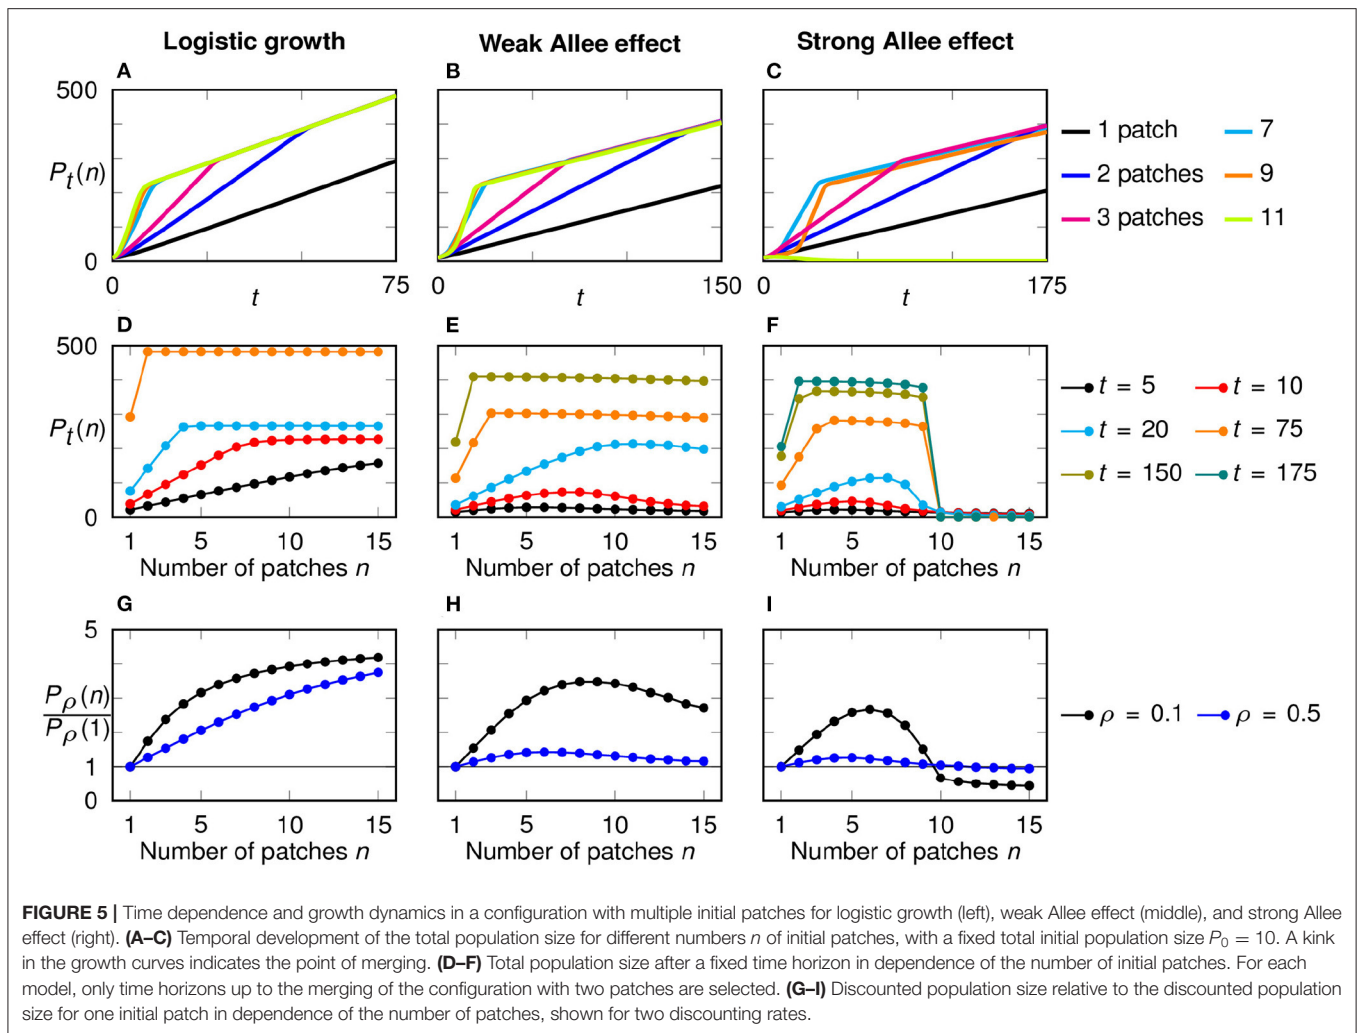 Logistic growth
Weak Allee effect
Strong Allee effect
A
B
C
500
P_t(n)
0
0
t
75
0
t
150
0
t
175
1 patch
7
2 patches
9
3 patches
11
D
E
F
500
P_t(n)
0
1
5
10
15
Number of patches n
1
5
10
15
Number of patches n
1
5
10
15
Number of patches n
t = 5
t = 10
t = 20
t = 75
t = 150
t = 175
G
H
I
5
P_ρ(n)
P_ρ(1)
1
0
1
5
10
15
Number of patches n
1
5
10
15
Number of patches n
1
5
10
15
Number of patches n
ρ = 0.1
ρ = 0.5
FIGURE 5 | Time dependence and growth dynamics in a configuration with multiple initial patches for logistic growth (left), weak Allee effect (middle), and strong Allee
effect (right). (A–C) Temporal development of the total population size for different numbers n of initial patches, with a fixed total initial population size P₀ = 10. A kink
in the growth curves indicates the point of merging. (D–F) Total population size after a fixed time horizon in dependence of the number of initial patches. For each
model, only time horizons up to the merging of the configuration with two patches are selected. (G–I) Discounted population size relative to the discounted population
size for one initial patch in dependence of the number of patches, shown for two discounting rates.